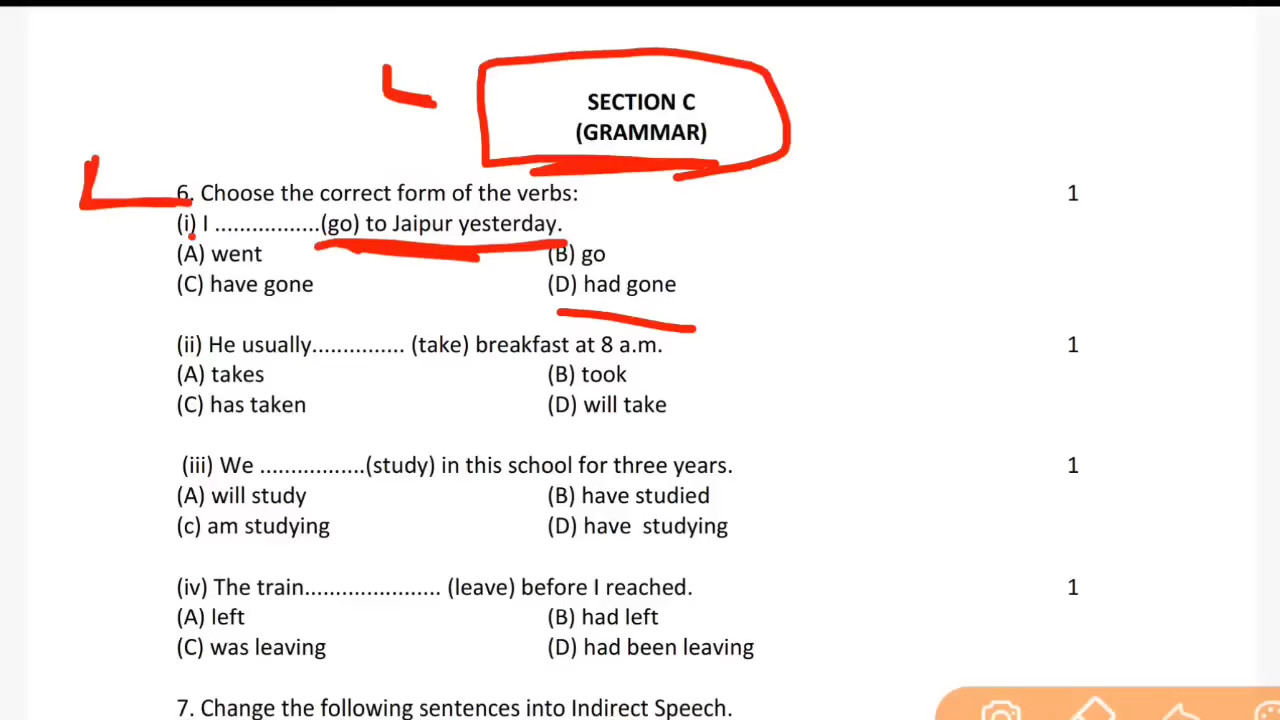 SECTION C
(GRAMMAR)
6. Choose the correct form of the verbs: 1
(i) I .................(go) to Jaipur yesterday.
(A) went (B) go
(C) have gone (D) had gone
(ii) He usually............... (take) breakfast at 8 a.m. 1
(A) takes (B) took
(C) has taken (D) will take
(iii) We .................(study) in this school for three years. 1
(A) will study (B) have studied
(c) am studying (D) have studying
(iv) The train...................... (leave) before I reached. 1
(A) left (B) had left
(C) was leaving (D) had been leaving
7. Change the following sentences into Indirect Speech.